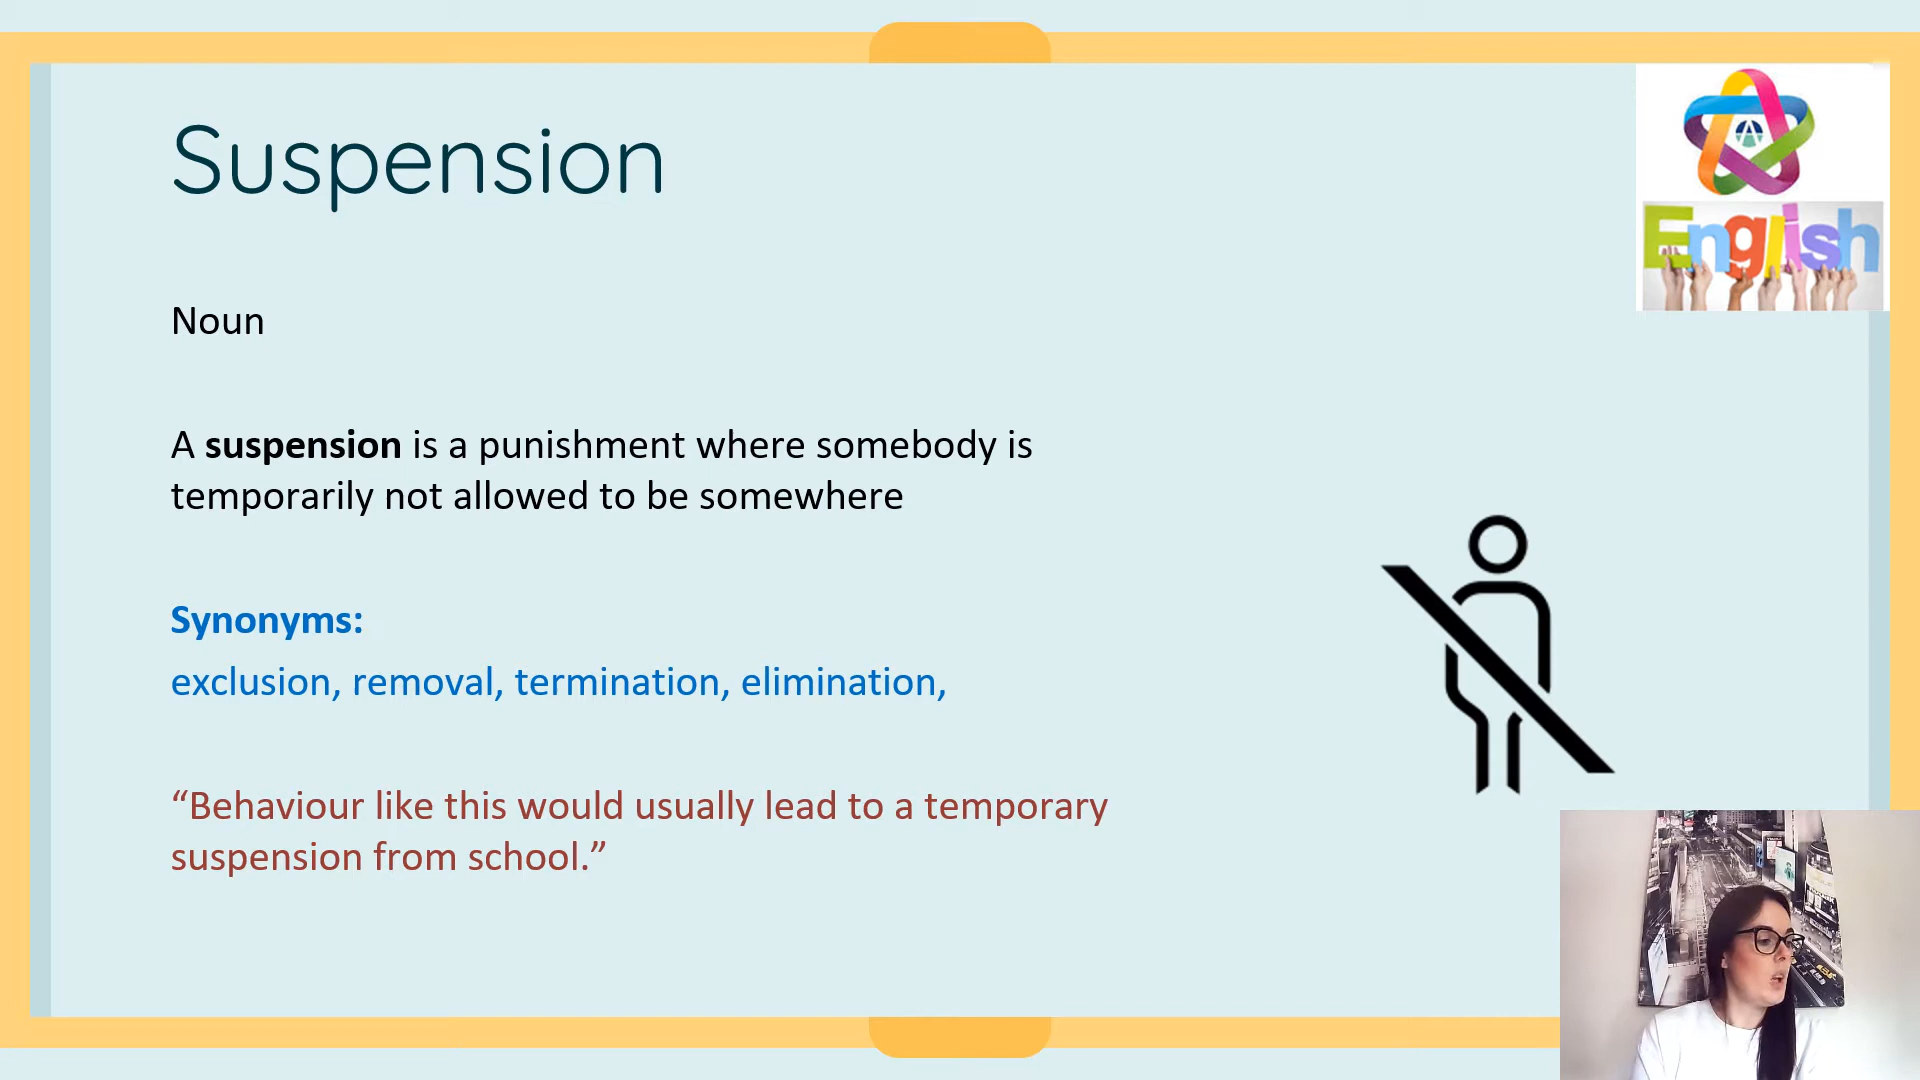 Suspension
English
Noun
A suspension is a punishment where somebody is
temporarily not allowed to be somewhere
Synonyms:
exclusion, removal, termination, elimination,
“Behaviour like this would usually lead to a temporary
suspension from school.”